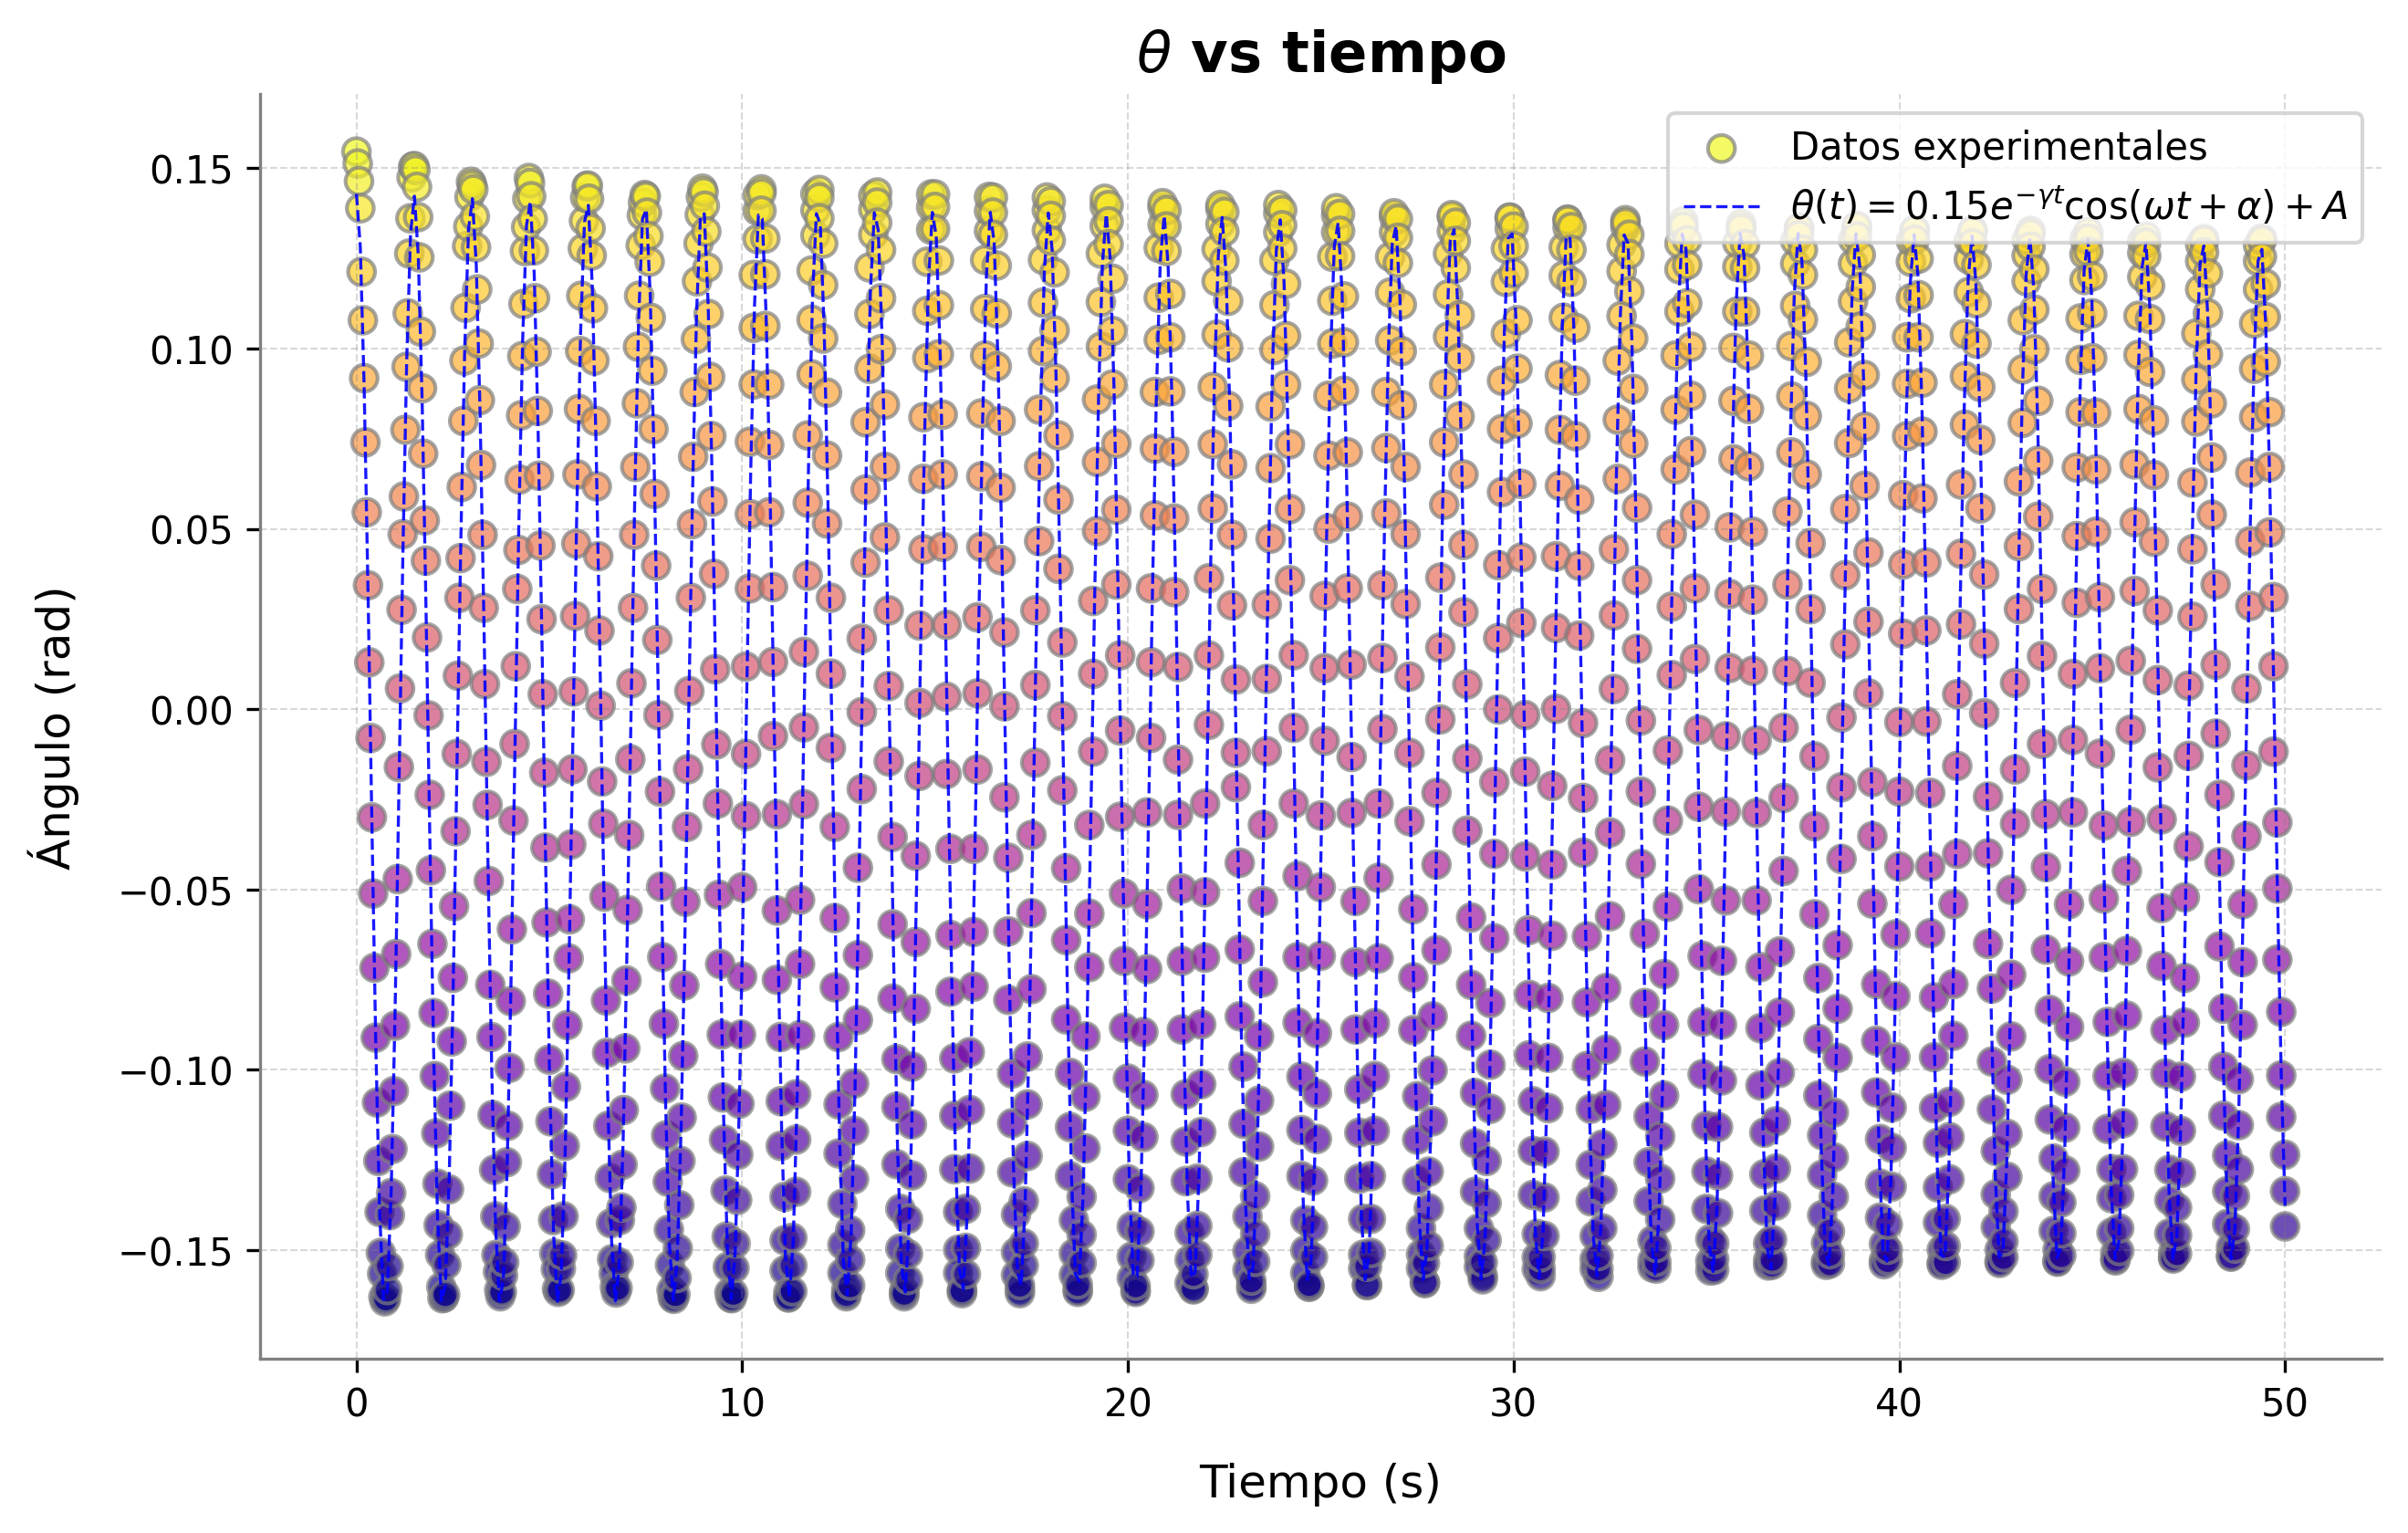 θ vs tiempo
Datos experimentales
θ(t) = 0.15e^{−γt}cos(ωt + α) + A
Ángulo (rad)
0.15
0.10
0.05
0.00
−0.05
−0.10
−0.15
0 10 20 30 40 50
Tiempo (s)